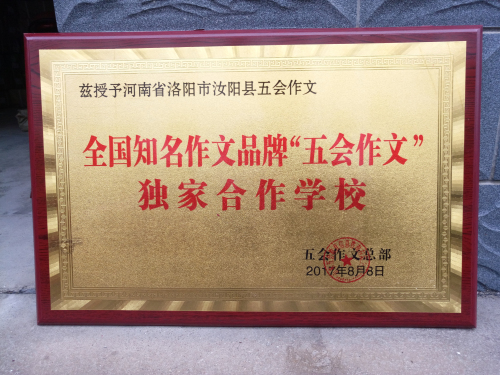 兹授予河南省洛阳市汝阳县五会作文
全国知名作文品牌“五会作文”
独家合作学校
五会作文总部
2017年8月8日